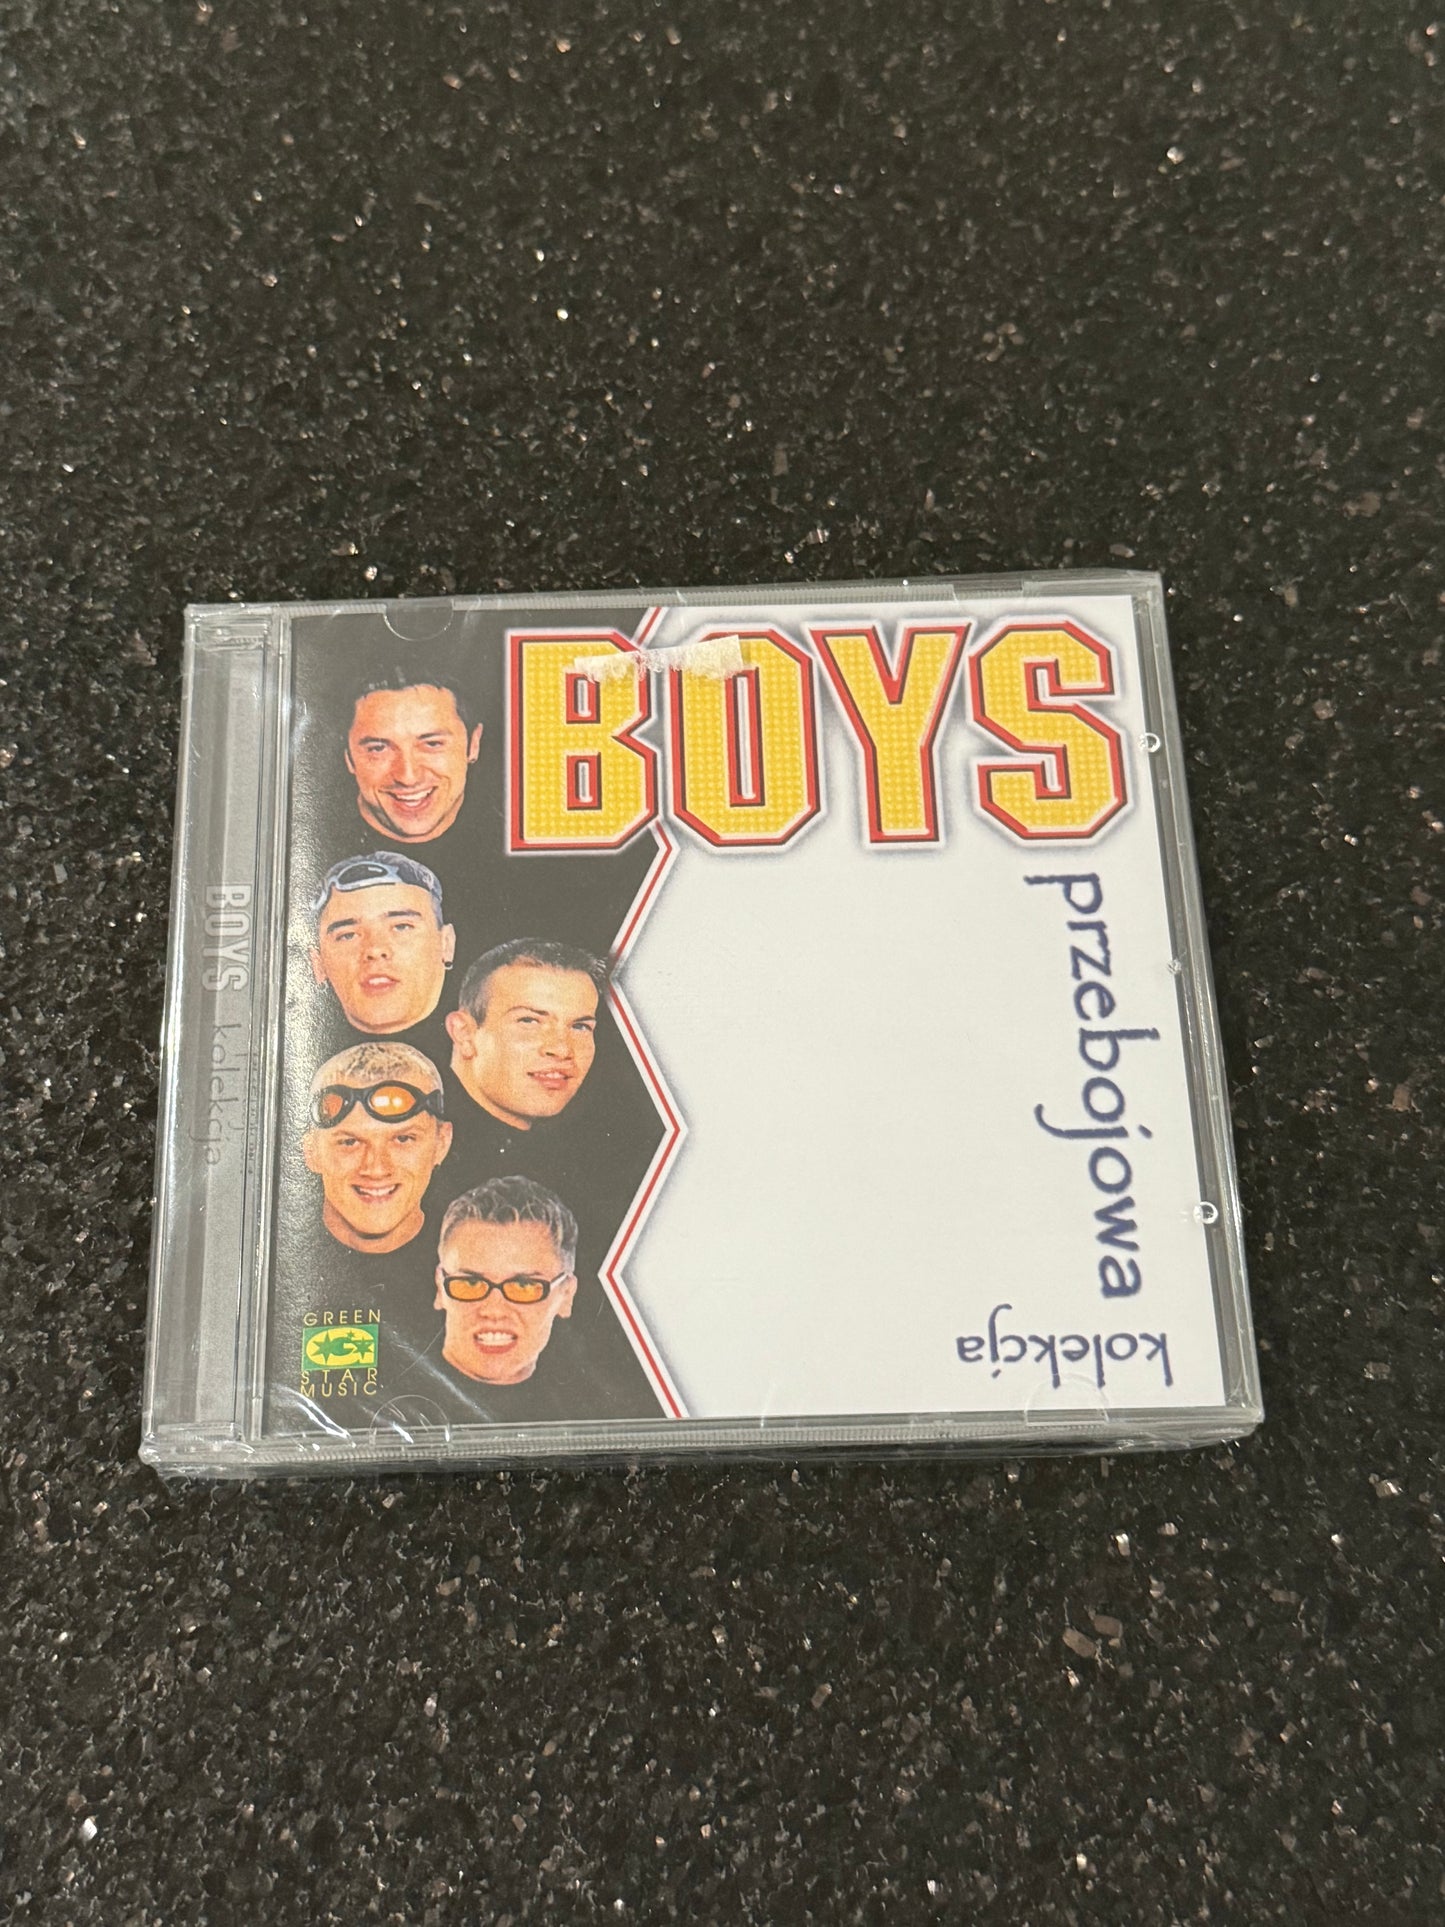 BOYS
przebojowa
kolekcja
BOYS kolekcja
GREEN
STAR
MUSIC